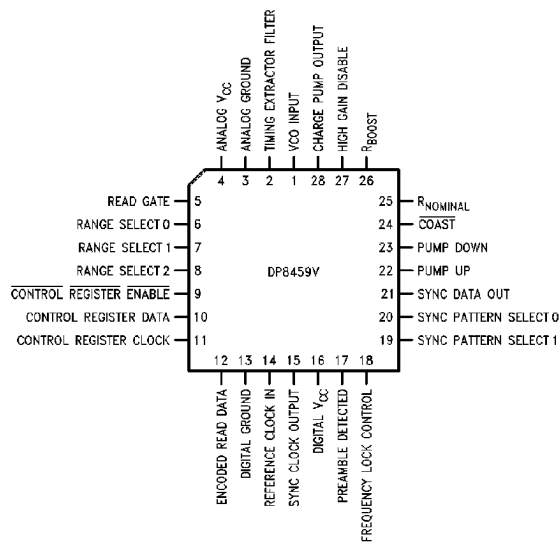 ANALOG VCC
ANALOG GROUND
TIMING EXTRACTOR FILTER
VCO INPUT
CHARGE PUMP OUTPUT
HIGH GAIN DISABLE
RBOOST
4 3 2 1 28 27 26
READ GATE 5
RANGE SELECT 0 6
RANGE SELECT 1 7
RANGE SELECT 2 8
CONTROL REGISTER ENABLE 9
CONTROL REGISTER DATA 10
CONTROL REGISTER CLOCK 11
DP8459V
25 RNOMINAL
24 COAST
23 PUMP DOWN
22 PUMP UP
21 SYNC DATA OUT
20 SYNC PATTERN SELECT 0
19 SYNC PATTERN SELECT 1
12 13 14 15 16 17 18
ENCODED READ DATA
DIGITAL GROUND
REFERENCE CLOCK IN
SYNC CLOCK OUTPUT
DIGITAL VCC
PREAMBLE DETECTED
FREQUENCY LOCK CONTROL